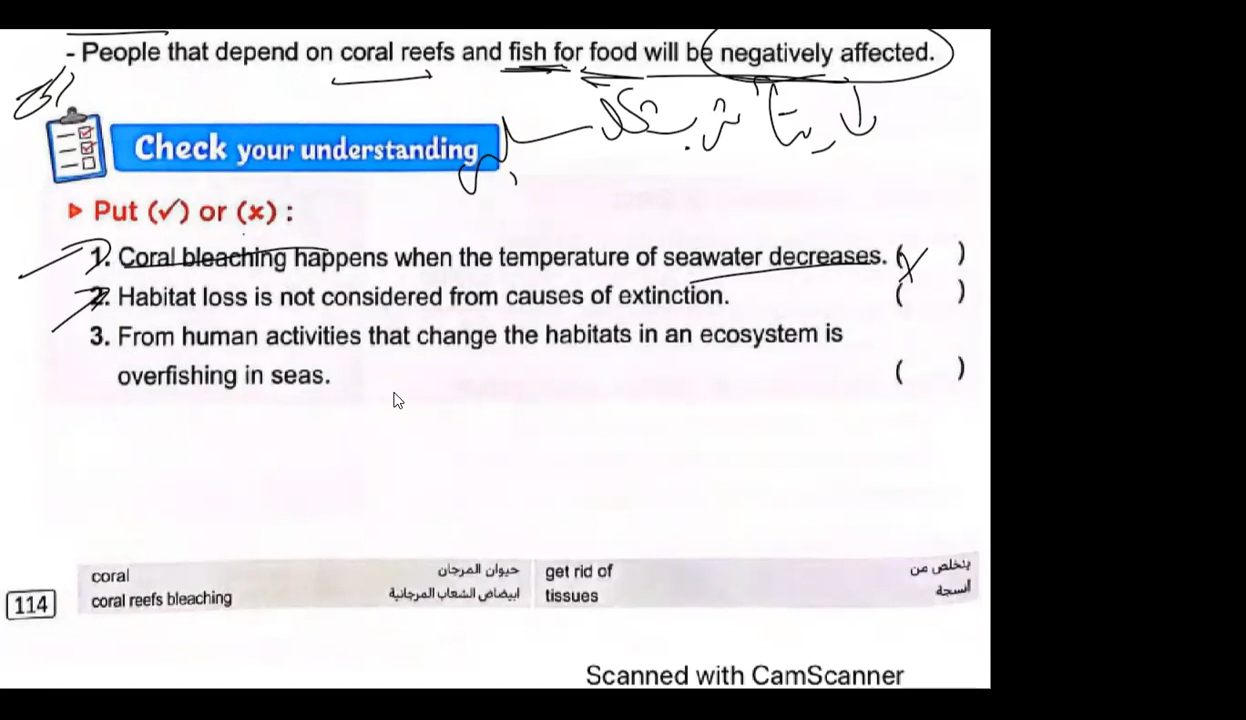 - People that depend on coral reefs and fish for food will be negatively affected.
Check your understanding
Put (✓) or (x) :
1. Coral bleaching happens when the temperature of seawater decreases. (X )
2. Habitat loss is not considered from causes of extinction. ( )
3. From human activities that change the habitats in an ecosystem is
overfishing in seas. ( )
coral حيوان المرجان get rid of يتخلص من
coral reefs bleaching ابيضاض الشعاب المرجانية tissues أنسجة
114
Scanned with CamScanner